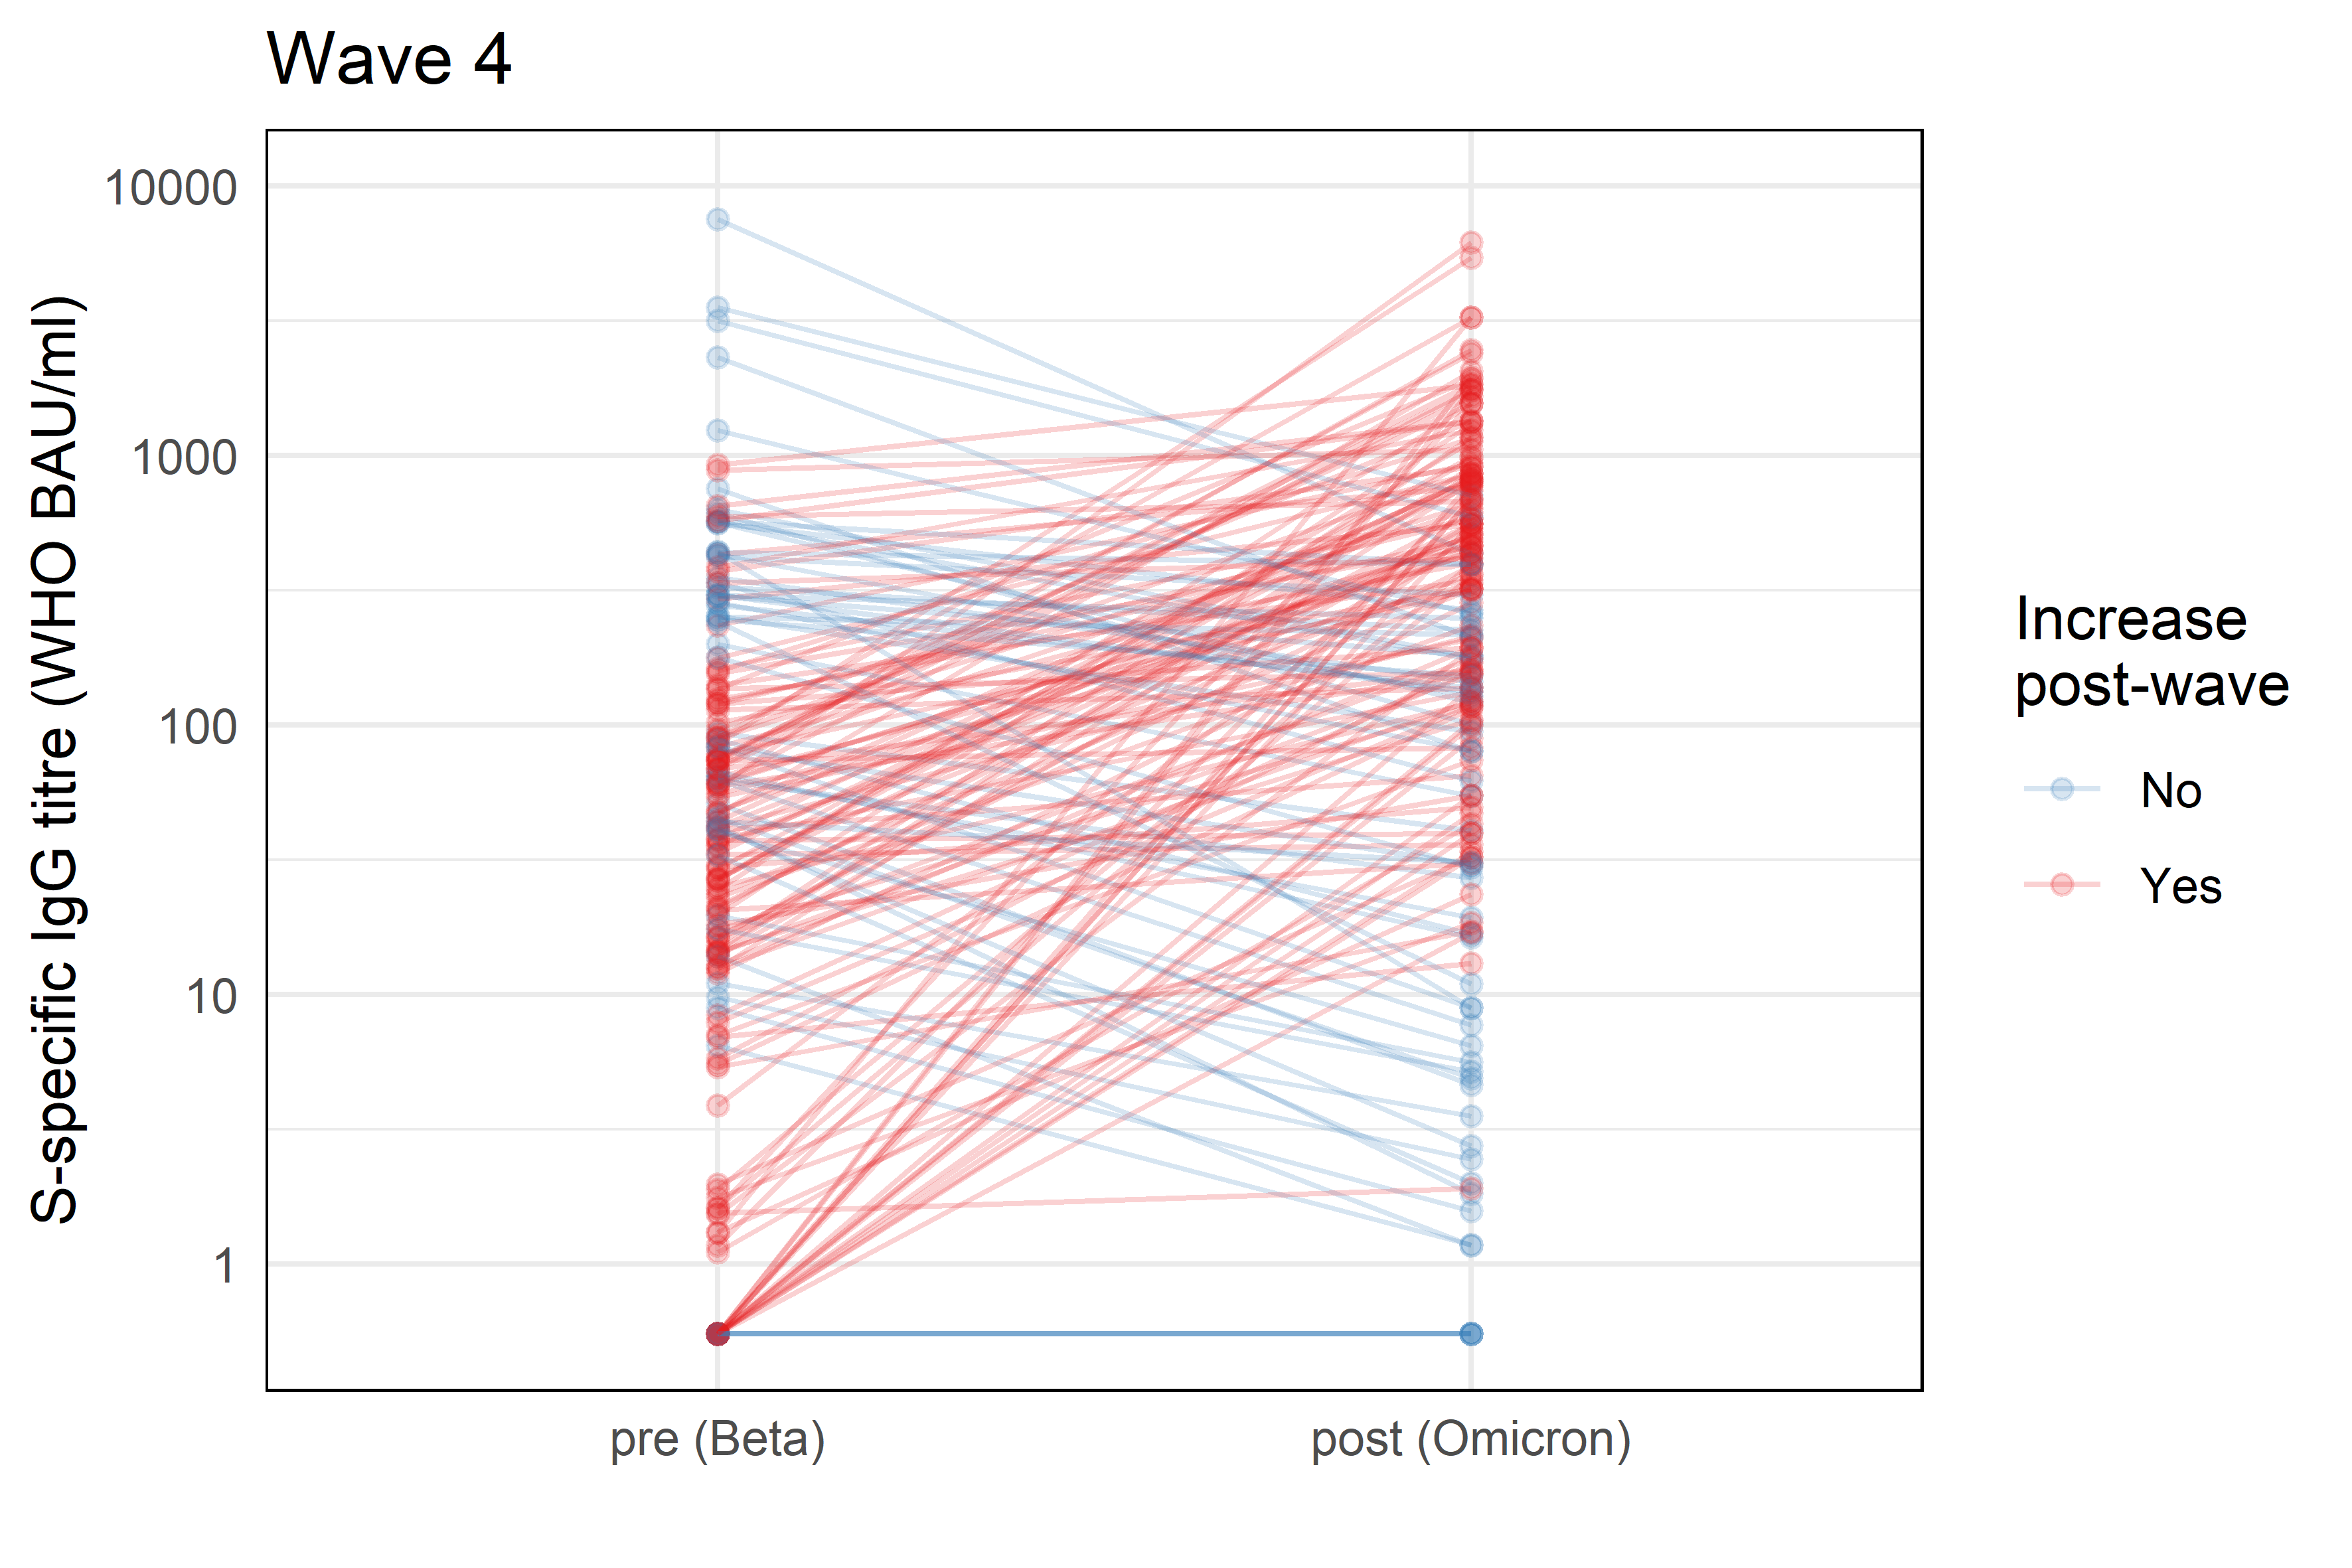 Wave 4
S-specific IgG titre (WHO BAU/ml)
10000
1000
100
10
1
pre (Beta)
post (Omicron)
Increase
post-wave
No
Yes